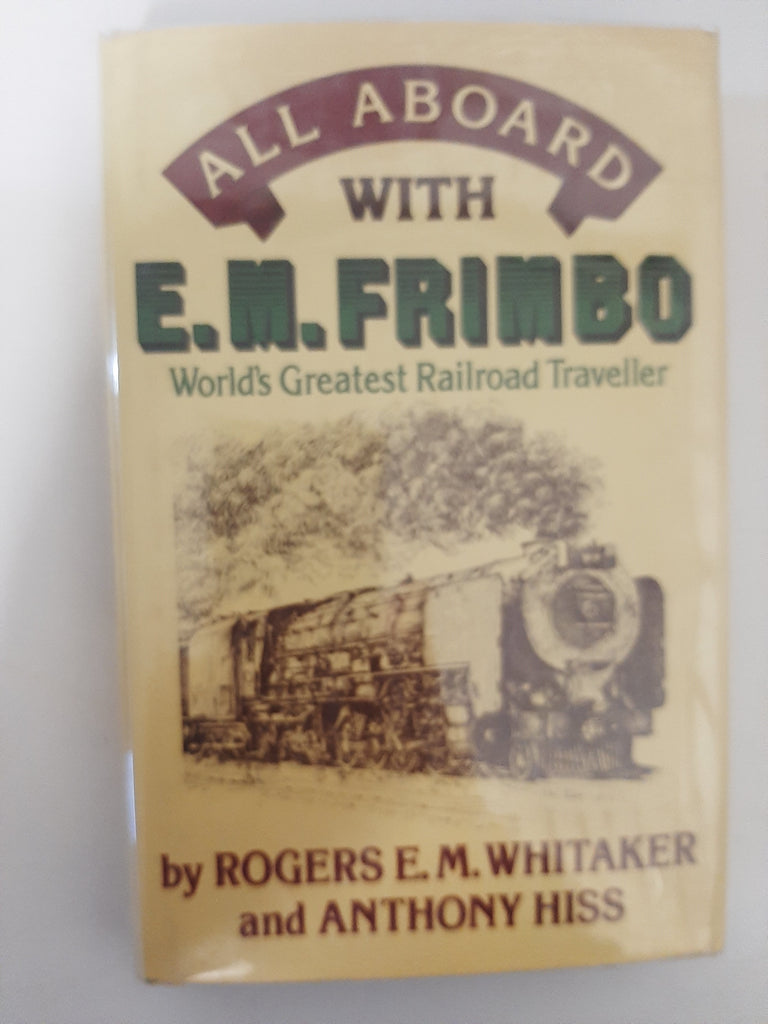 ALL ABOARD
WITH
E.M. FRIMBO
World's Greatest Railroad Traveller
by ROGERS E. M. WHITAKER
and ANTHONY HISS